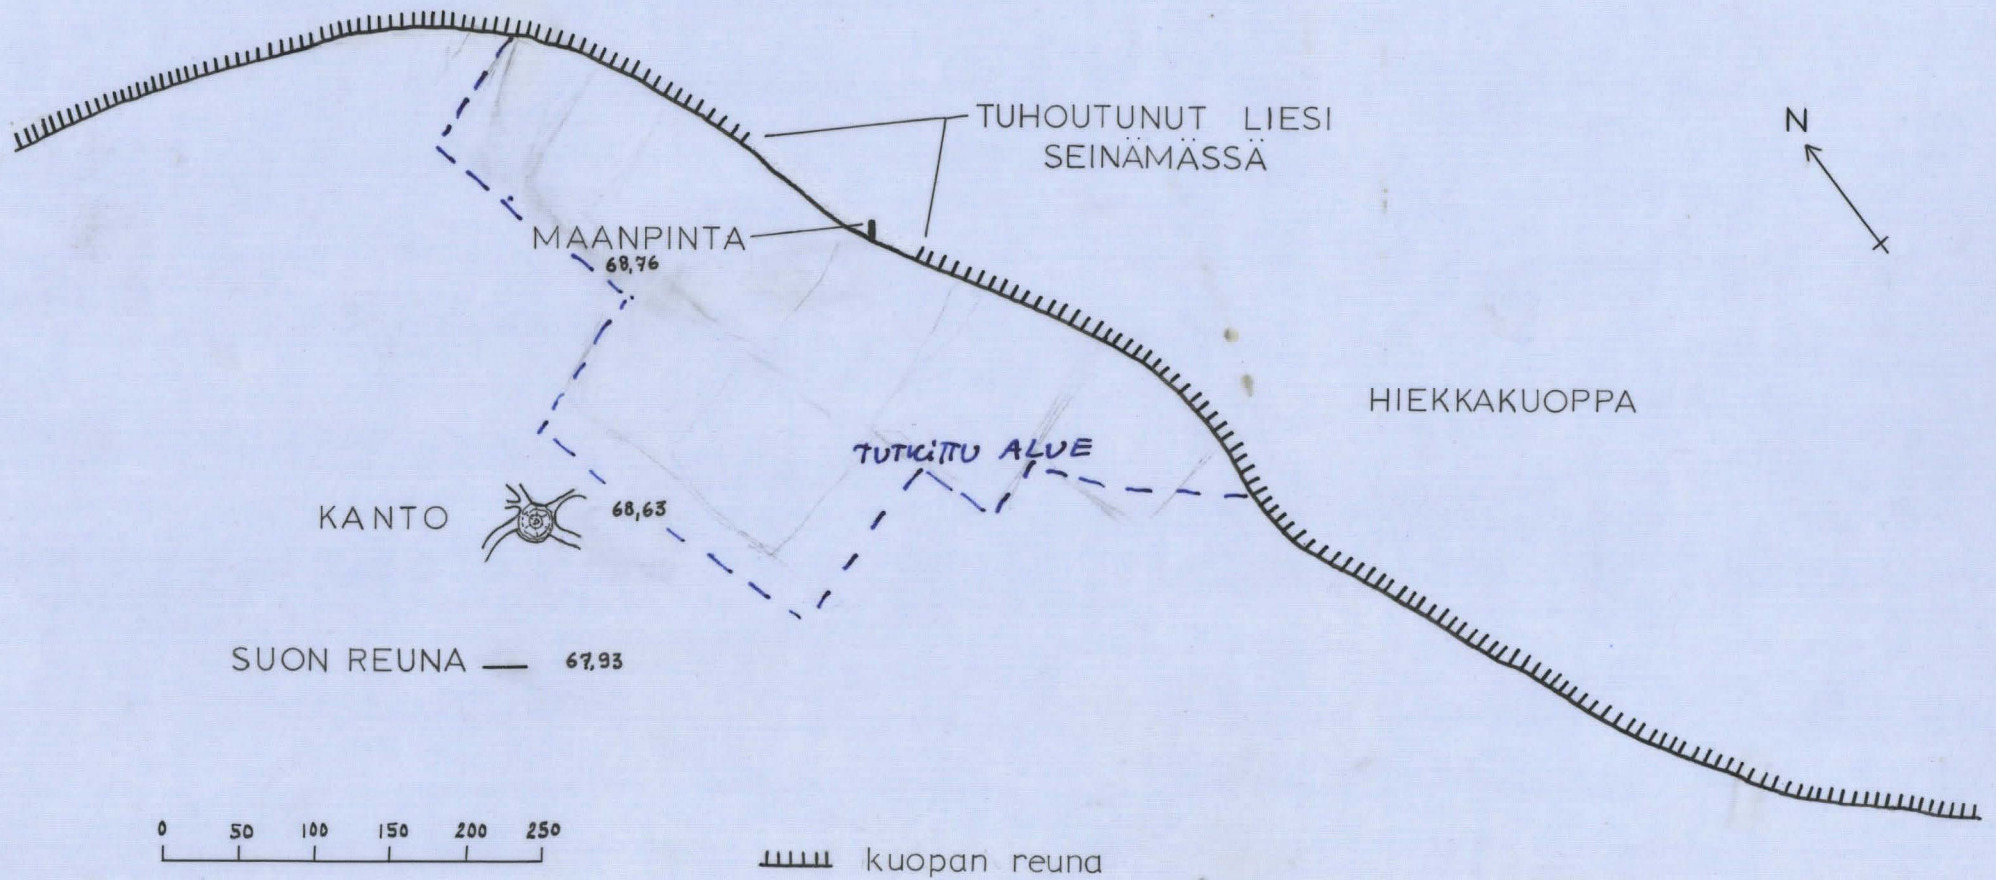 TUHOUTUNUT LIESI
SEINÄMÄSSÄ
N
MAANPINTA
68,76
HIEKKAKUOPPA
TUTKITTU ALUE
KANTO
68,63
SUON REUNA
67,93
0 50 100 150 200 250
kuopan reuna